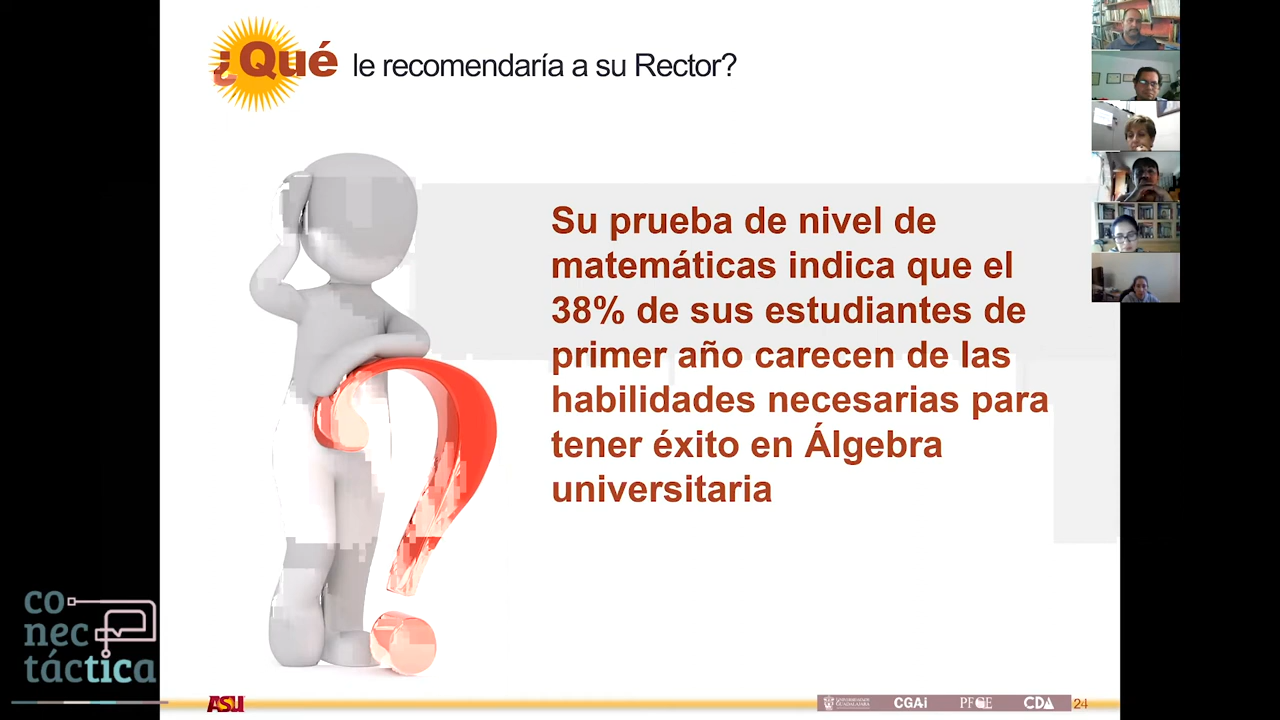 ¿Qué le recomendaría a su Rector?
Su prueba de nivel de
matemáticas indica que el
38% de sus estudiantes de
primer año carecen de las
habilidades necesarias para
tener éxito en Álgebra
universitaria
co
nec
táctica
ASU
CGAi
PFCE
CDA
24